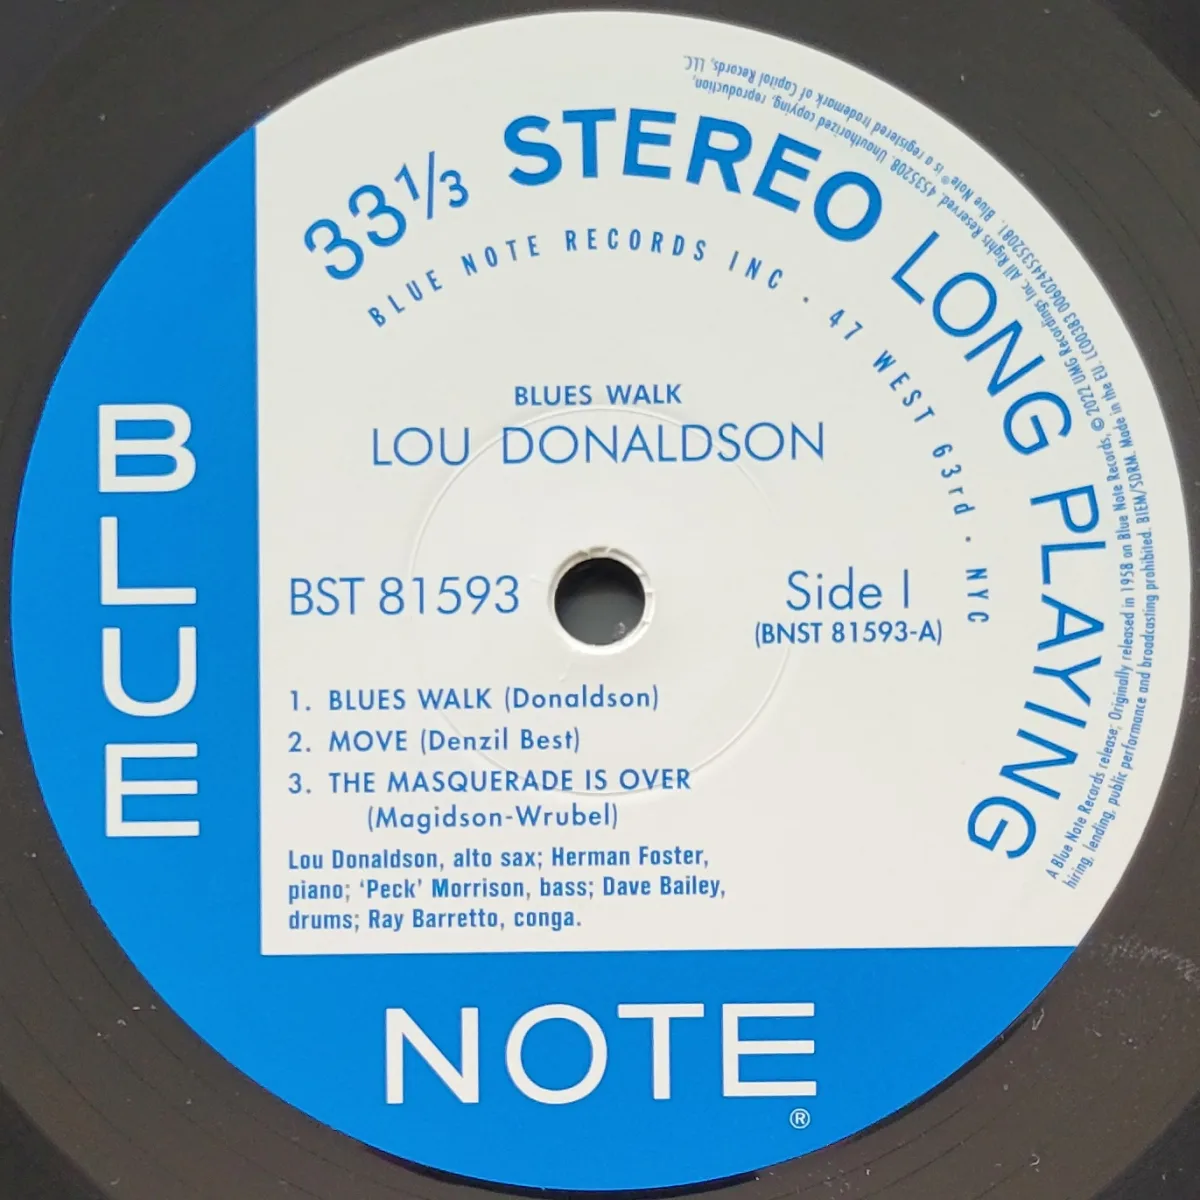 33⅓ STEREO LONG PLAYING
BLUE NOTE RECORDS INC · 47 WEST 63rd · NYC
BLUES WALK
LOU DONALDSON
BST 81593
Side I
(BNST 81593-A)
1. BLUES WALK (Donaldson)
2. MOVE (Denzil Best)
3. THE MASQUERADE IS OVER
(Magidson-Wrubel)
Lou Donaldson, alto sax; Herman Foster,
piano; 'Peck' Morrison, bass; Dave Bailey,
drums; Ray Barretto, conga.
BLUE
NOTE
®
A Blue Note Records release; Originally released in 1958 on Blue Note Records, © 2022 UMG Recordings Inc. All Rights Reserved. 4535208. Unauthorized copying, reproduction,
hiring, lending, public performance and broadcasting prohibited. BIEM/SDRM. Made in the EU. LC00383 00602445352081. Blue Note® is a registered trademark of Capitol Records, LLC